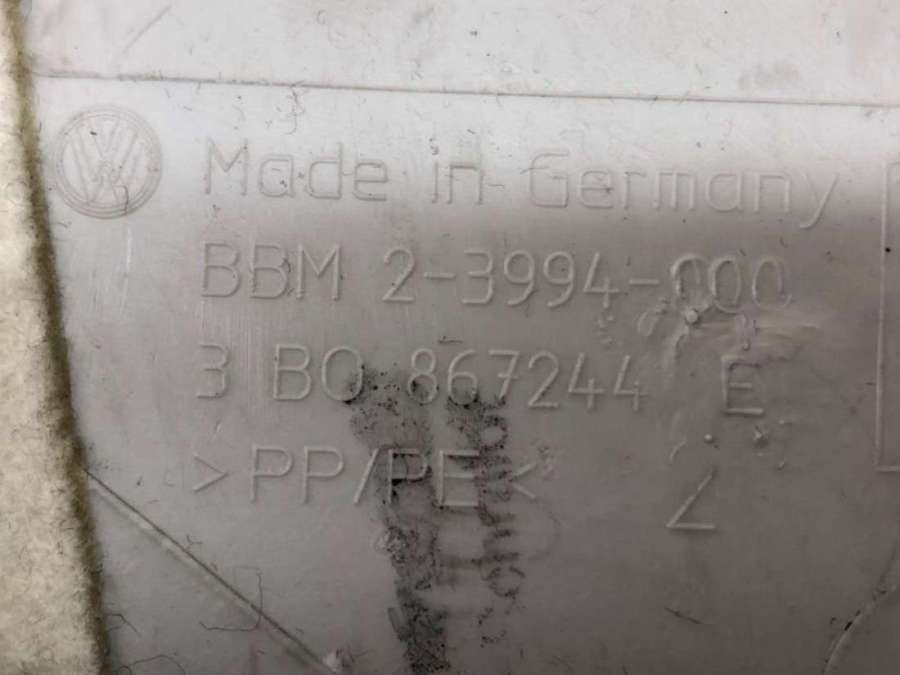 Made in Germany
BBM 2-3994-000
3 B0 867244 E
>PP/PE<